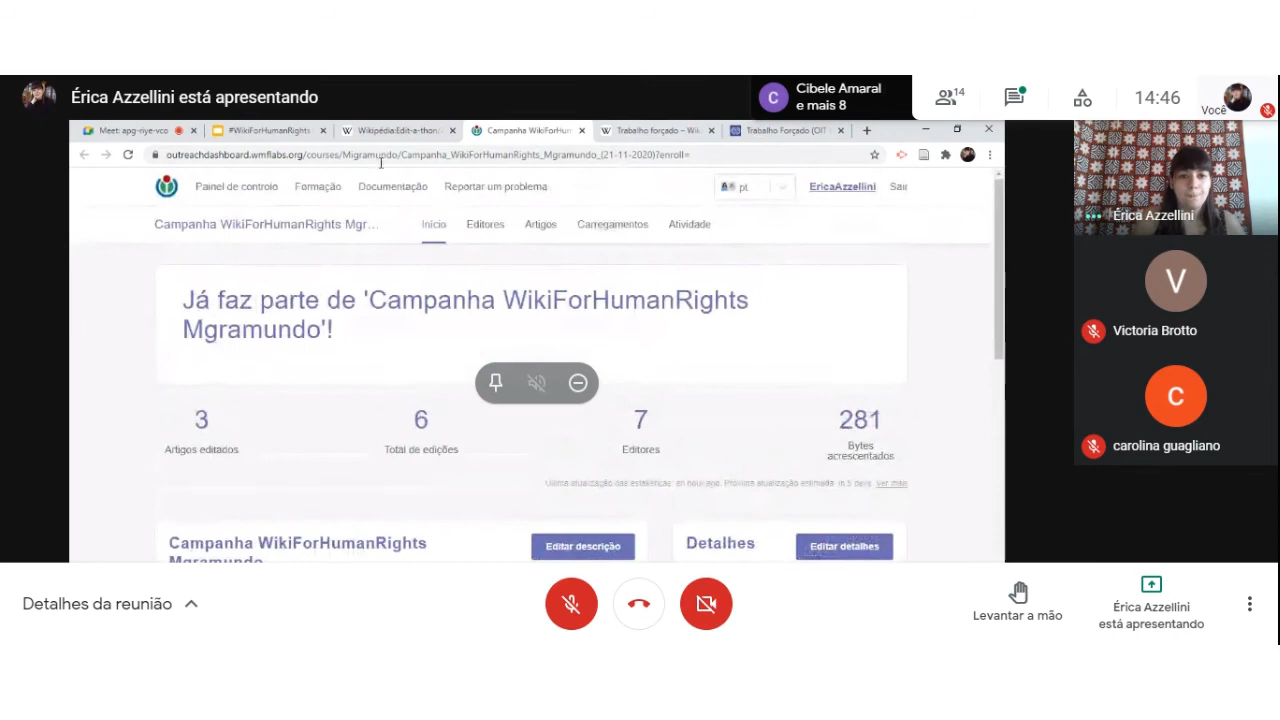 Érica Azzellini está apresentando
C
Cibele Amaral
e mais 8
14
14:46
Você
Meet: apg-riye-vco
#WikiForHumanRights
Wikipédia:Edit-a-thon/
Campanha WikiForHum
Trabalho forçado – Wik
Trabalho Forçado (OIT
outreachdashboard.wmflabs.org/courses/Migramundo/Campanha_WikiForHumanRights_Mgramundo_(21-11-2020)?enroll=
Painel de controlo
Formação
Documentação
Reportar um problema
pt
EricaAzzellini
Sair
Campanha WikiForHumanRights Mgr...
Início
Editores
Artigos
Carregamentos
Atividade
Já faz parte de 'Campanha WikiForHumanRights
Mgramundo'!
3
6
7
281
Artigos editados
Total de edições
Editores
Bytes
acrescentados
ver mais
Campanha WikiForHumanRights
Mgramundo
Editar descrição
Detalhes
Editar detalhes
Érica Azzellini
V
Victoria Brotto
C
carolina guagliano
Detalhes da reunião
Levantar a mão
Érica Azzellini
está apresentando